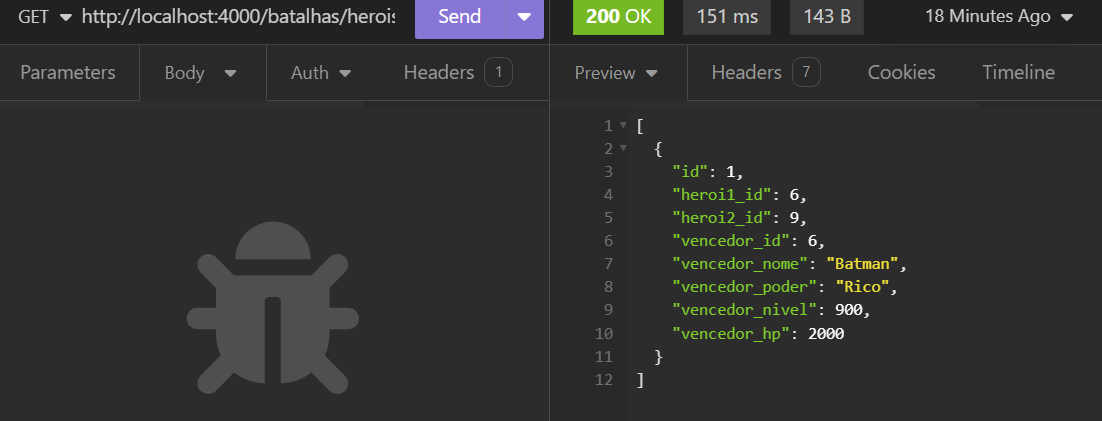 GET http://localhost:4000/batalhas/herois Send 200 OK 151 ms 143 B 18 Minutes Ago
Parameters Body Auth Headers 1 Preview Headers 7 Cookies Timeline
1 [
2 {
3 "id": 1,
4 "heroi1_id": 6,
5 "heroi2_id": 9,
6 "vencedor_id": 6,
7 "vencedor_nome": "Batman",
8 "vencedor_poder": "Rico",
9 "vencedor_nivel": 900,
10 "vencedor_hp": 2000
11 }
12 ]